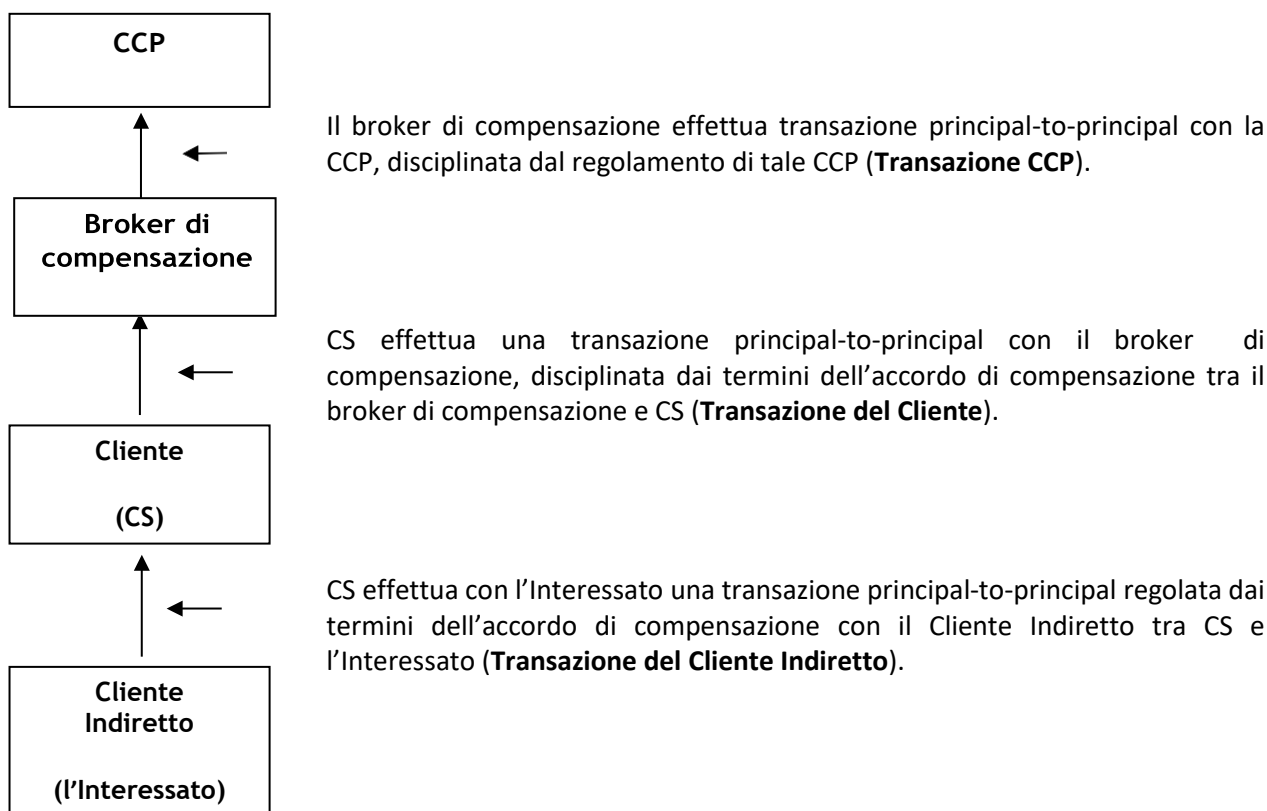 CCP
Il broker di compensazione effettua transazione principal-to-principal con la
CCP, disciplinata dal regolamento di tale CCP (Transazione CCP).
Broker di
compensazione
CS effettua una transazione principal-to-principal con il broker di
compensazione, disciplinata dai termini dell’accordo di compensazione tra il
broker di compensazione e CS (Transazione del Cliente).
Cliente
(CS)
CS effettua con l’Interessato una transazione principal-to-principal regolata dai
termini dell’accordo di compensazione con il Cliente Indiretto tra CS e
l’Interessato (Transazione del Cliente Indiretto).
Cliente
Indiretto
(l’Interessato)